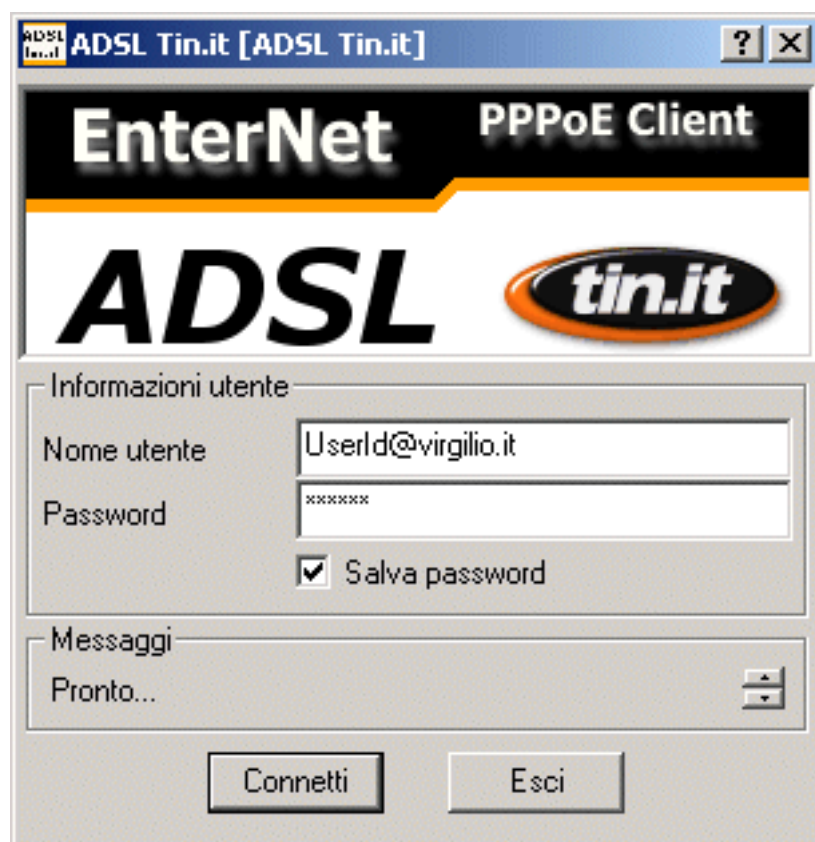 ADSL Tin.it [ADSL Tin.it]
EnterNet PPPoE Client
ADSL tin.it
Informazioni utente
Nome utente UserId@virgilio.it
Password ××××××
Salva password
Messaggi
Pronto...
Connetti Esci